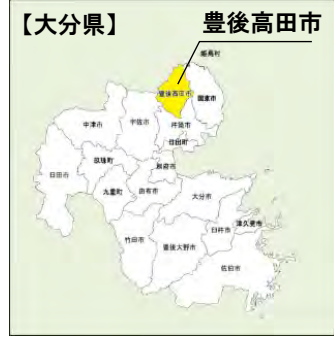 【大分県】
豊後高田市
姫島村
豊後高田市
国東市
中津市
宇佐市
杵築市
日出町
玖珠町
別府市
日田市
九重町
由布市
大分市
津久見市
臼杵市
竹田市
豊後大野市
佐伯市